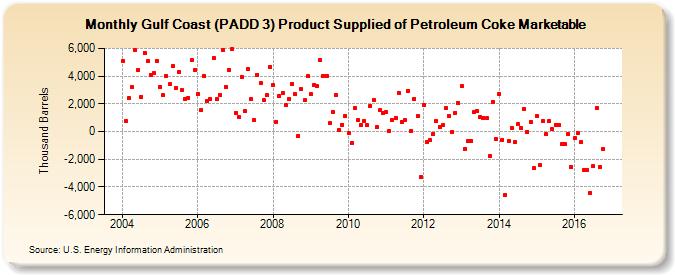 Monthly Gulf Coast (PADD 3) Product Supplied of Petroleum Coke Marketable
Thousand Barrels
6,000
4,000
2,000
0
-2,000
-4,000
-6,000
2004 2006 2008 2010 2012 2014 2016
Source: U.S. Energy Information Administration